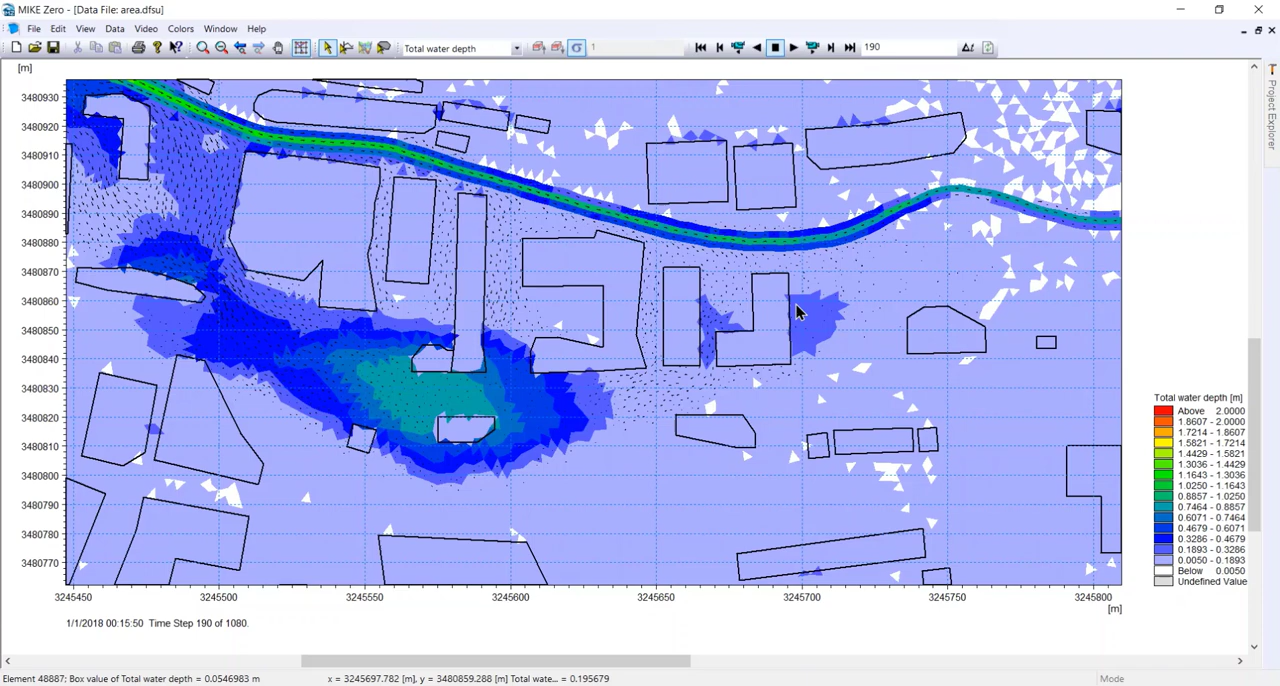 MIKE Zero - [Data File: area.dfsu]
File Edit View Data Video Colors Window Help
Total water depth
1
190
Project Explorer
[m]
3480930
3480920
3480910
3480900
3480890
3480880
3480870
3480860
3480850
3480840
3480830
3480820
3480810
3480800
3480790
3480780
3480770
3245450 3245500 3245550 3245600 3245650 3245700 3245750 3245800
[m]
1/1/2018 00:15:50 Time Step 190 of 1080.
Total water depth [m]
Above 2.0000
1.8607 - 2.0000
1.7214 - 1.8607
1.5821 - 1.7214
1.4429 - 1.5821
1.3036 - 1.4429
1.1643 - 1.3036
1.0250 - 1.1643
0.8857 - 1.0250
0.7464 - 0.8857
0.6071 - 0.7464
0.4679 - 0.6071
0.3286 - 0.4679
0.1893 - 0.3286
0.0050 - 0.1893
Below 0.0050
Undefined Value
Element 48887: Box value of Total water depth = 0.0546983 m x = 3245697.782 [m], y = 3480859.288 [m] Total wate... = 0.195679 Mode